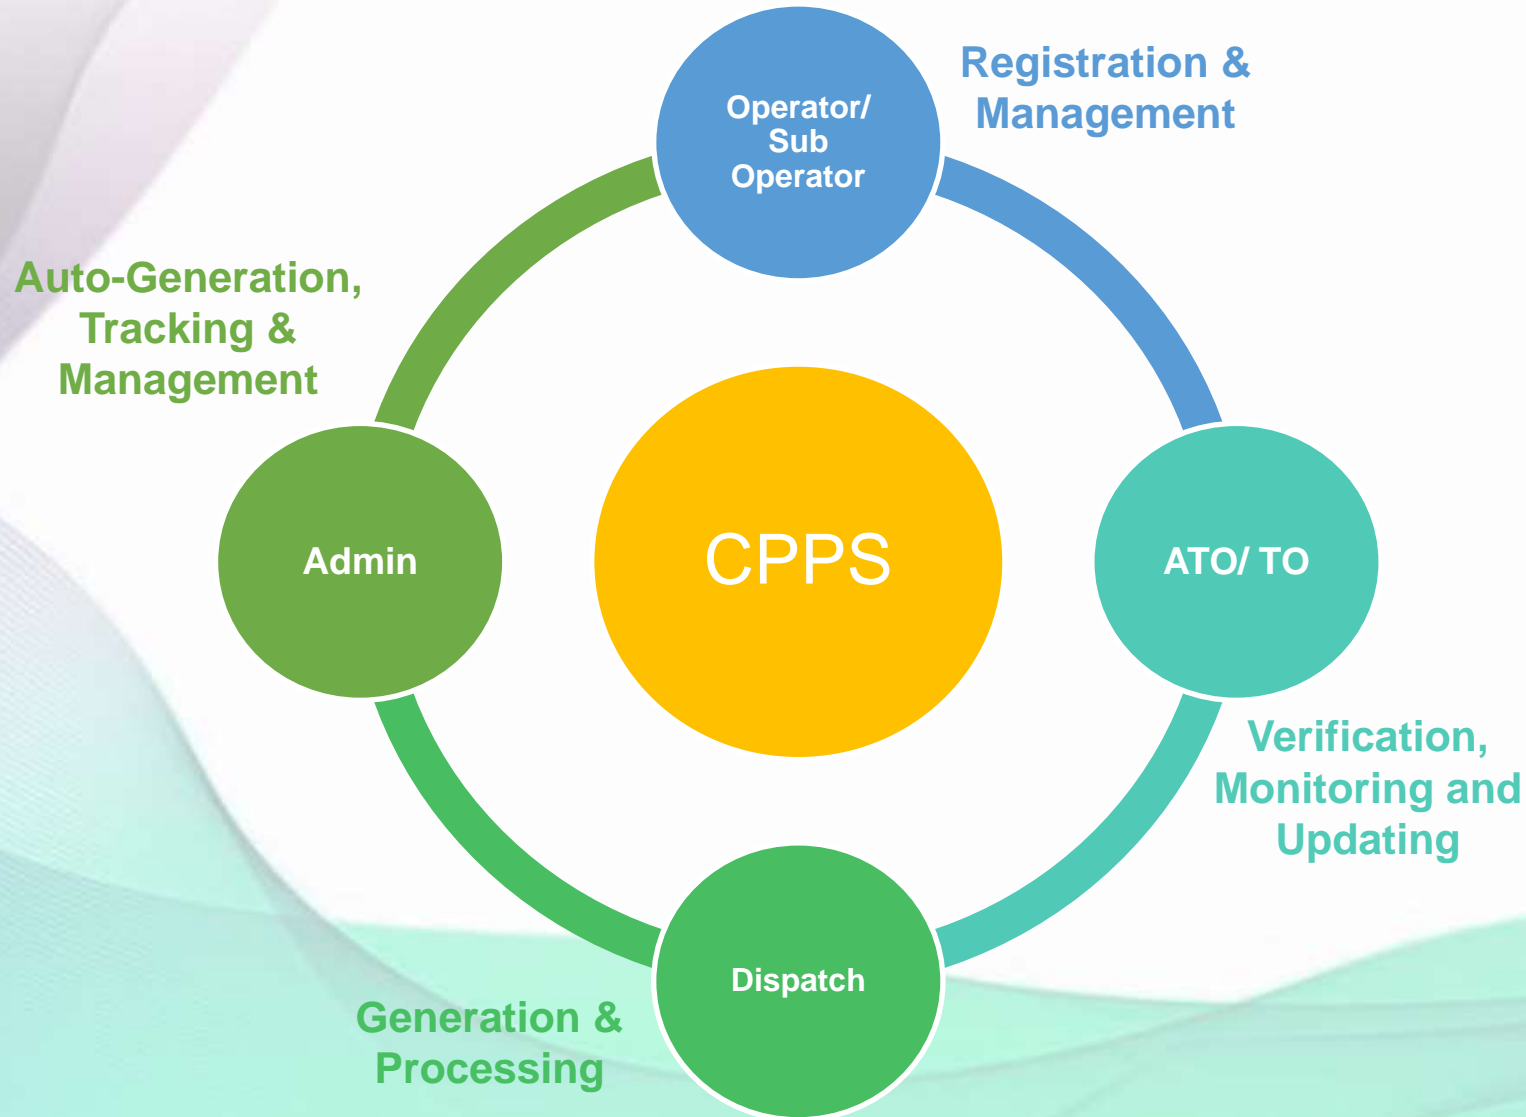 Operator/
Sub
Operator
Registration &
Management
Auto-Generation,
Tracking &
Management
Admin
CPPS
ATO/ TO
Verification,
Monitoring and
Updating
Dispatch
Generation &
Processing